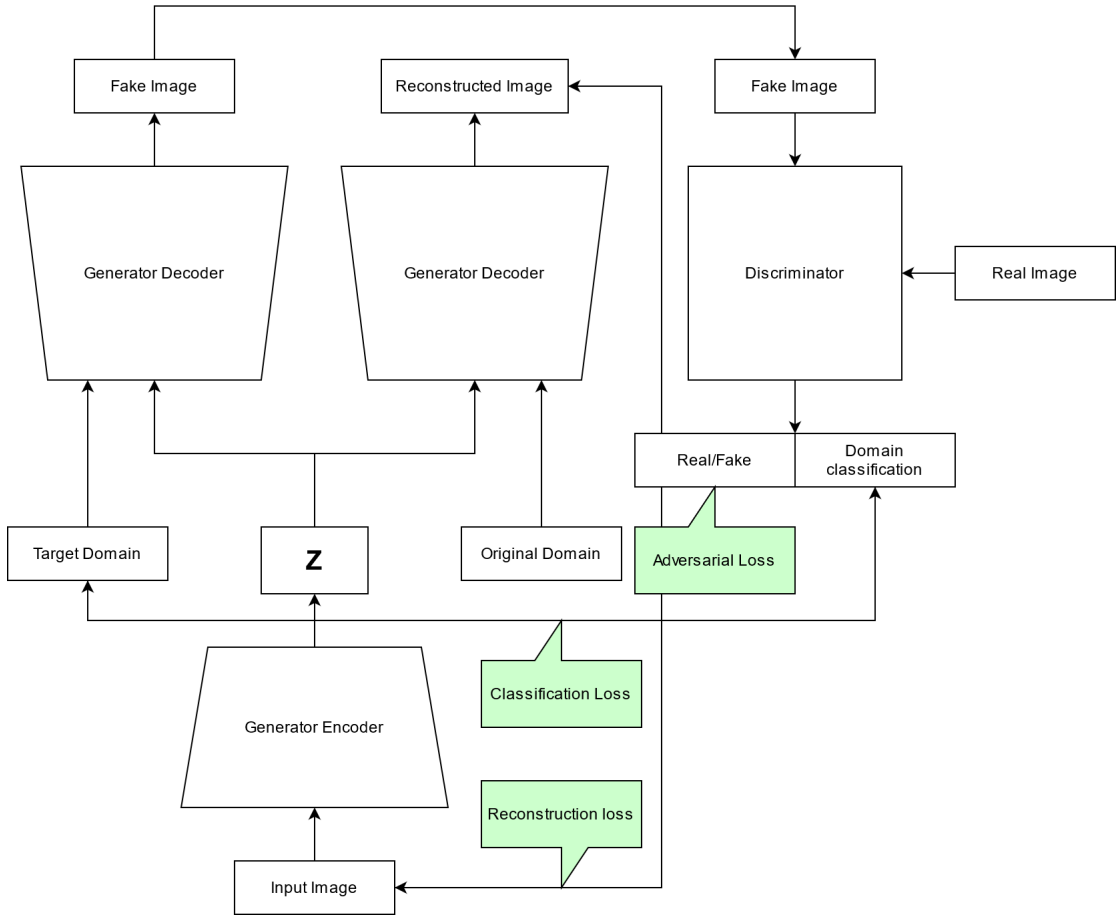 Fake Image
Reconstructed Image
Fake Image
Generator Decoder
Generator Decoder
Discriminator
Real Image
Real/Fake
Domain
classification
Target Domain
Z
Original Domain
Adversarial Loss
Classification Loss
Generator Encoder
Reconstruction loss
Input Image